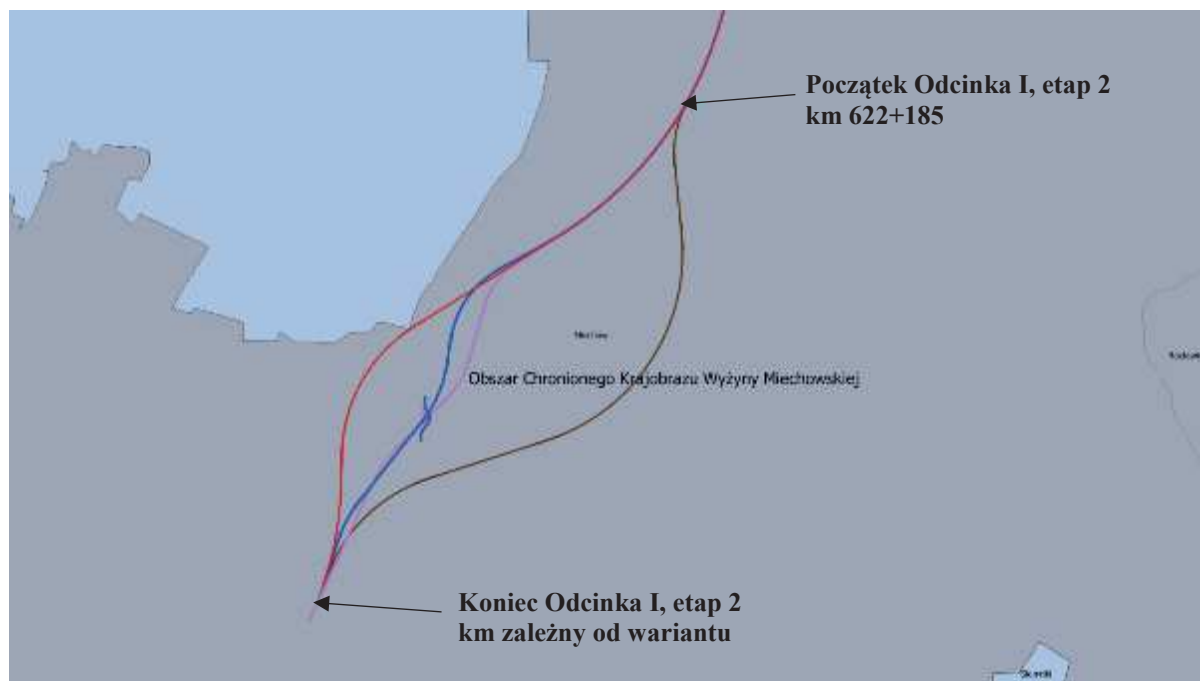 Początek Odcinka I, etap 2
km 622+185
Miechów
Obszar Chronionego Krajobrazu Wyżyny Miechowskiej
Koniec Odcinka I, etap 2
km zależny od wariantu